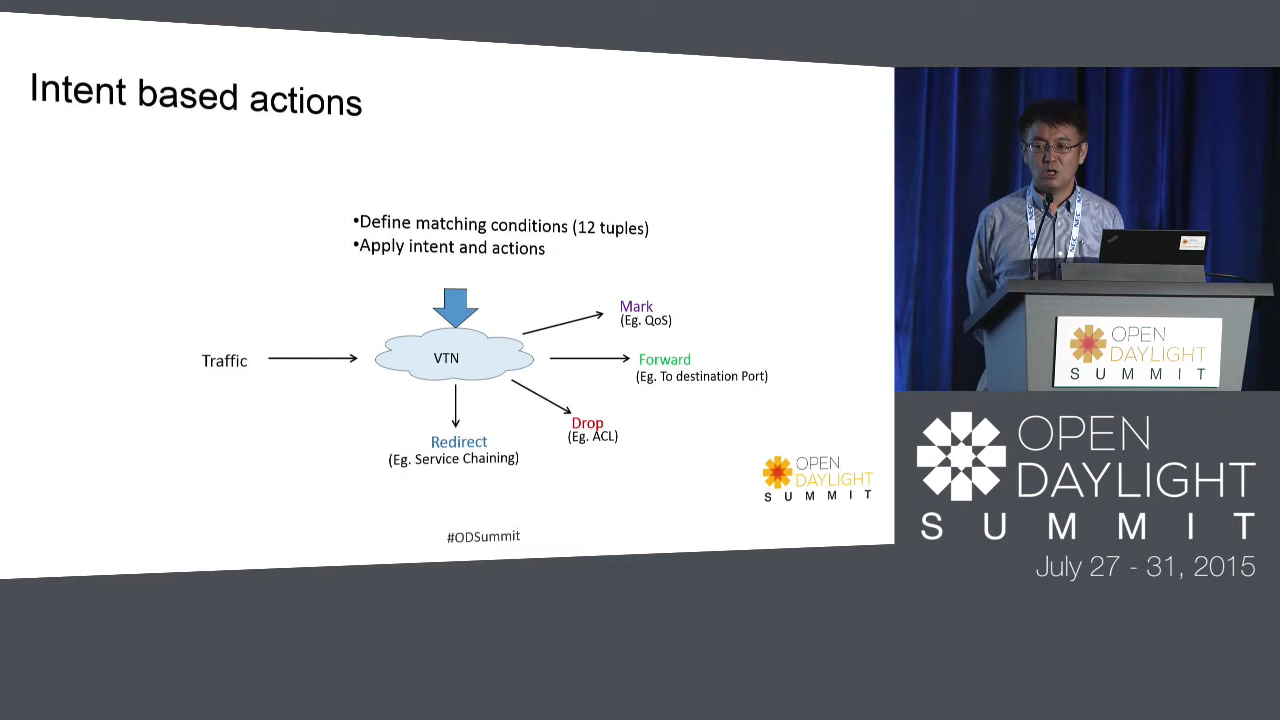 Intent based actions
•Define matching conditions (12 tuples)
•Apply intent and actions
Traffic
VTN
Mark
(Eg. QoS)
Forward
(Eg. To destination Port)
Drop
(Eg. ACL)
Redirect
(Eg. Service Chaining)
OPEN
DAYLIGHT
SUMMIT
#ODSummit
NEC
NEC
OPEN
DAYLIGHT
SUMMIT
OPEN
DAYLIGHT
SUMMIT
July 27 - 31, 2015